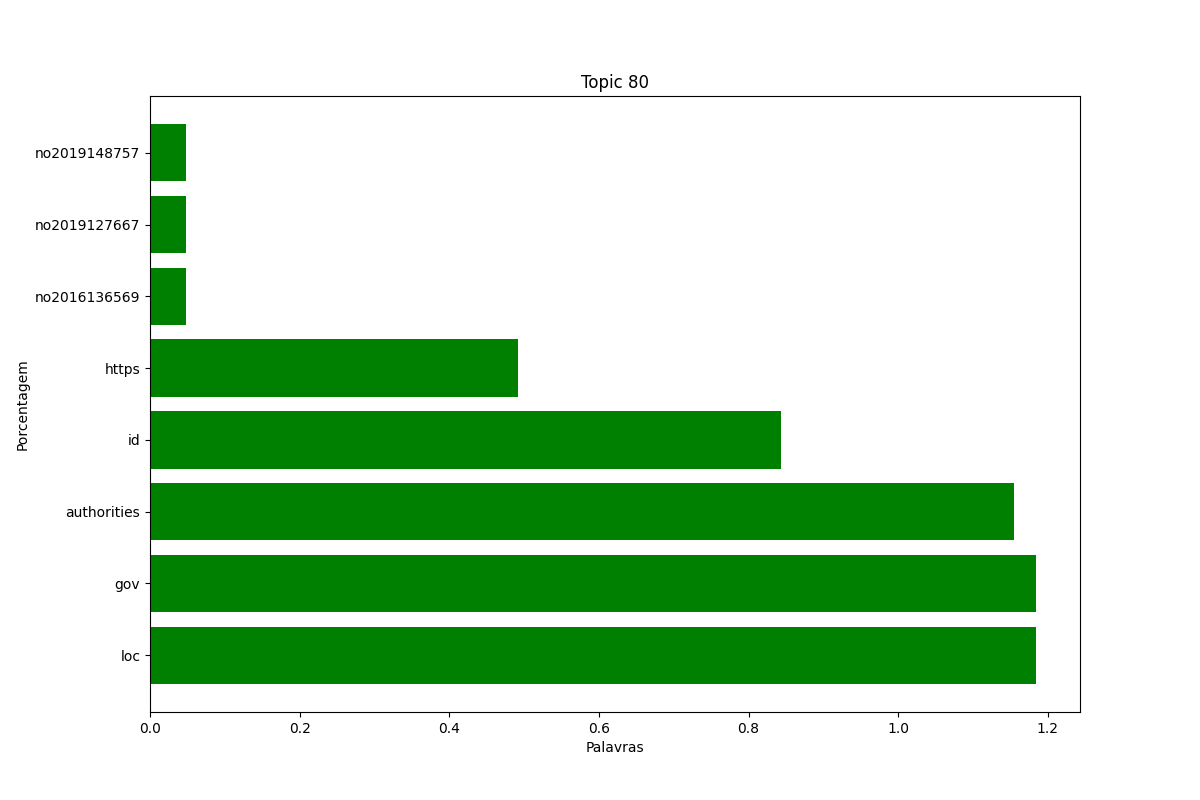 Topic 80
no2019148757
no2019127667
no2016136569
https
id
authorities
gov
loc
Porcentagem
0.0 0.2 0.4 0.6 0.8 1.0 1.2
Palavras